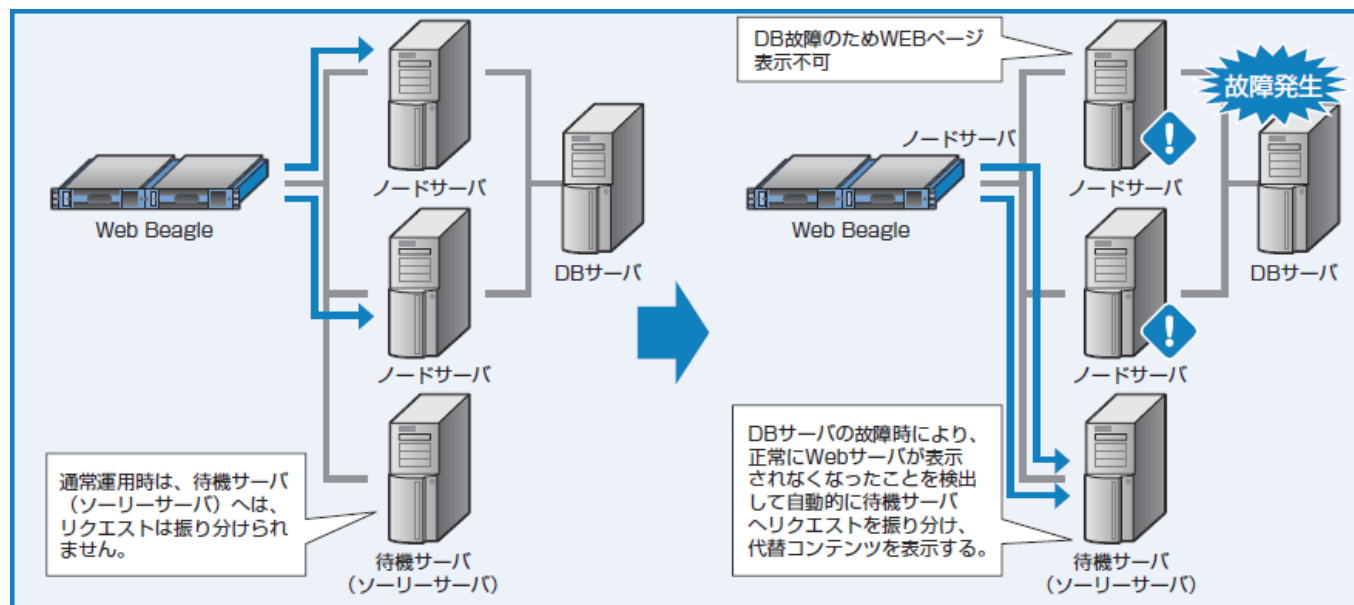 ノードサーバ
Web Beagle
ノードサーバ
DBサーバ
待機サーバ
(ソーリーサーバ)
通常運用時は、待機サーバ
(ソーリーサーバ)へは、
リクエストは振り分けられ
ません。
DB故障のためWEBページ
表示不可
故障発生
ノードサーバ
ノードサーバ
Web Beagle
DBサーバ
ノードサーバ
DBサーバの故障時により、
正常にWebサーバが表示
されなくなったことを検出
して自動的に待機サーバ
へリクエストを振り分け、
代替コンテンツを表示する。
待機サーバ
(ソーリーサーバ)